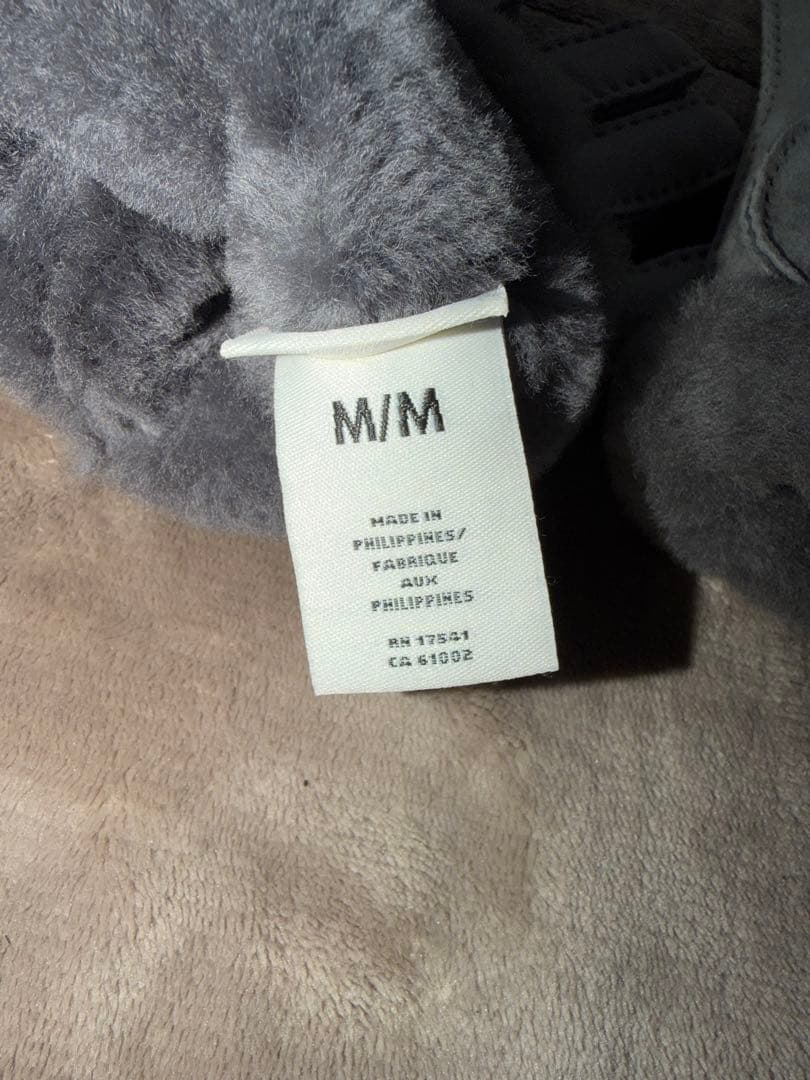 M/M
MADE IN
PHILIPPINES/
FABRIQUE
AUX
PHILIPPINES
RN 17541
CA 61002